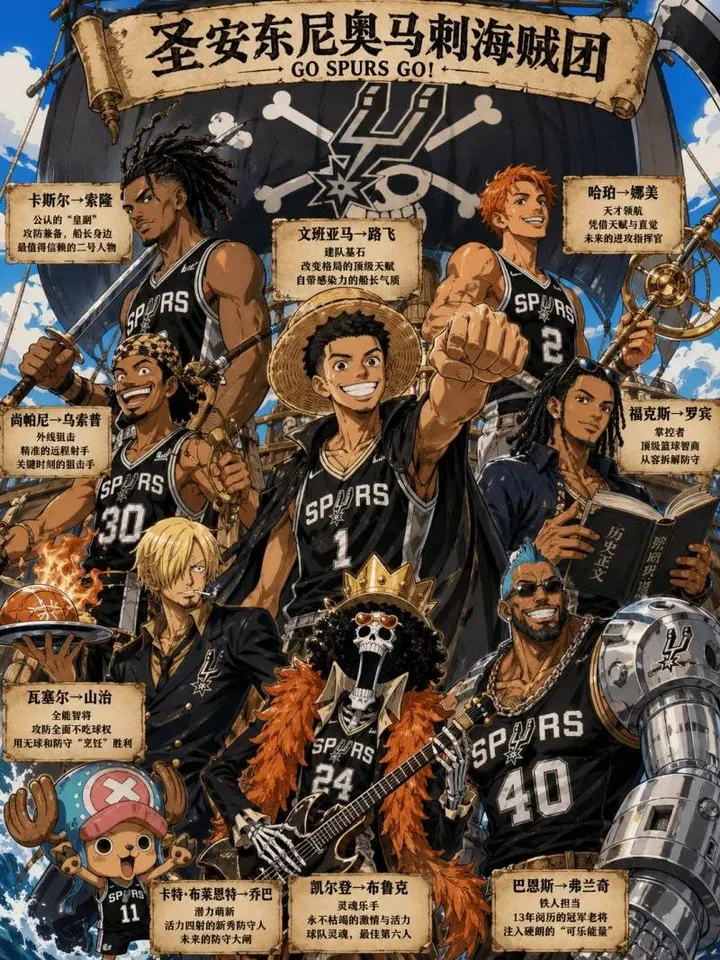 圣安东尼奥马刺海贼团
GO SPURS GO!
卡斯尔→索隆
公认的“皇副”
攻防兼备，船长身边
最值得信赖的二号人物
哈珀→娜美
天才领航
凭借天赋与直觉
未来的进攻指挥官
文班亚马→路飞
建队基石
改变格局的顶级天赋
自带感染力的船长气质
SPURS
SPURS
2
尚帕尼→乌索普
外线狙击
精准的远程射手
关键时刻的狙击手
福克斯→罗宾
掌控者
顶级篮球智商
从容拆解防守
SPURS
30
SPURS
1
历史正文
瓦塞尔→山治
全能智将
攻防全面不吃球权
用无球和防守“烹饪”胜利
SPURS
24
SPURS
40
SPURS
11
卡特·布莱恩特→乔巴
潜力萌新
活力四射的新秀防守人
未来的防守大闸
凯尔登→布鲁克
灵魂乐手
永不枯竭的激情与活力
球队灵魂，最佳第六人
巴恩斯→弗兰奇
铁人担当
13年阅历的冠军老将
注入硬朗的“可乐能量”